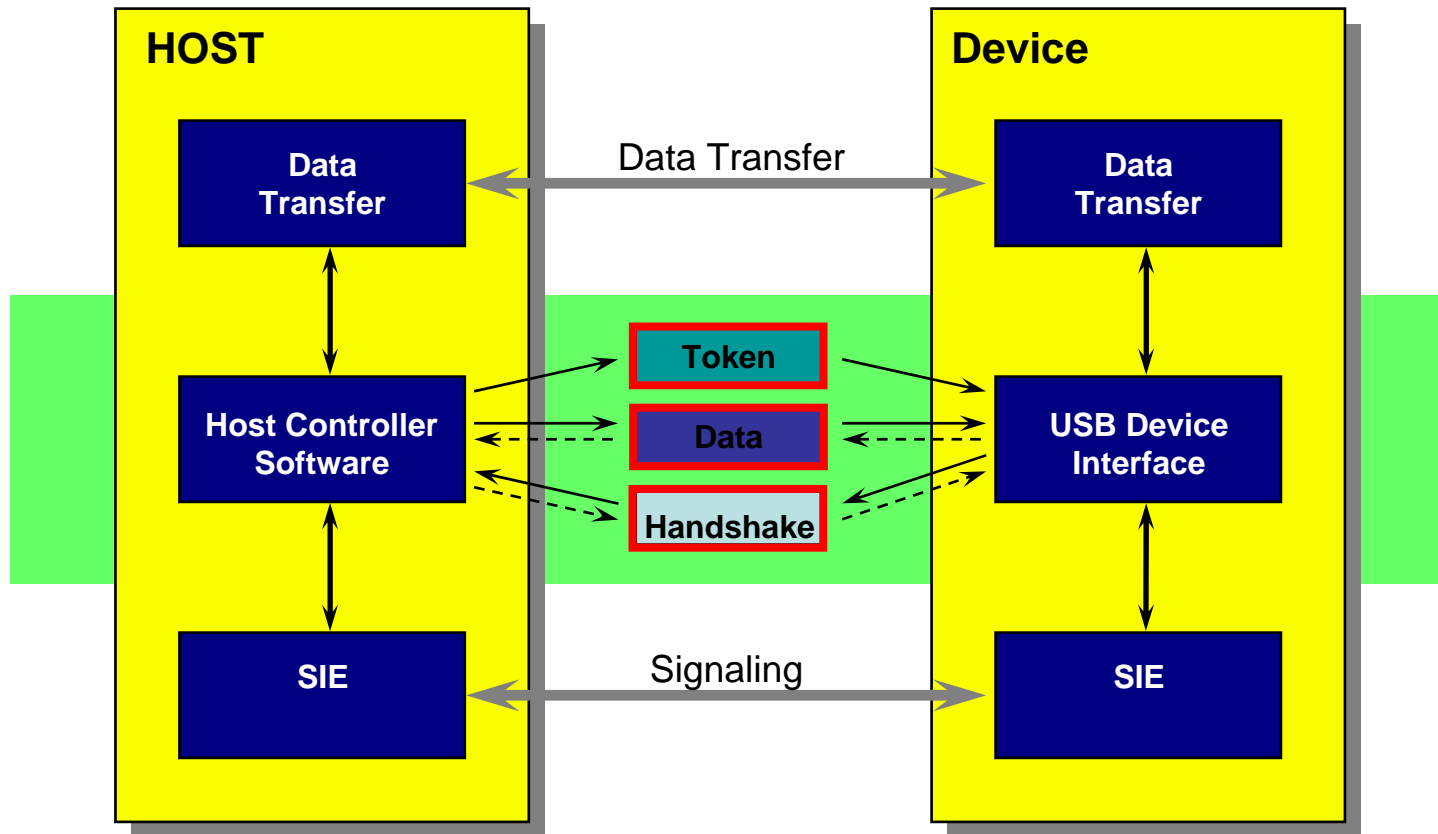 HOST
Device
Data
Transfer
Data Transfer
Data
Transfer
Token
Host Controller
Software
Data
USB Device
Interface
Handshake
SIE
Signaling
SIE